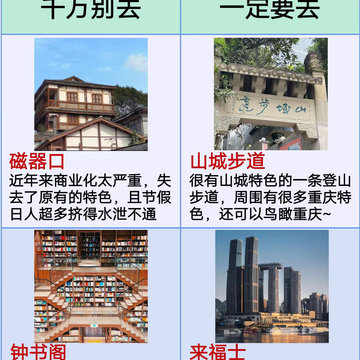 千万别去
一定要去
磁器口
近年来商业化太严重，失
去了原有的特色，且节假
日人超多挤得水泄不通
山城步道
山城步道
很有山城特色的一条登山
步道，周围有很多重庆特
色，还可以鸟瞰重庆~
钟书阁
来福士